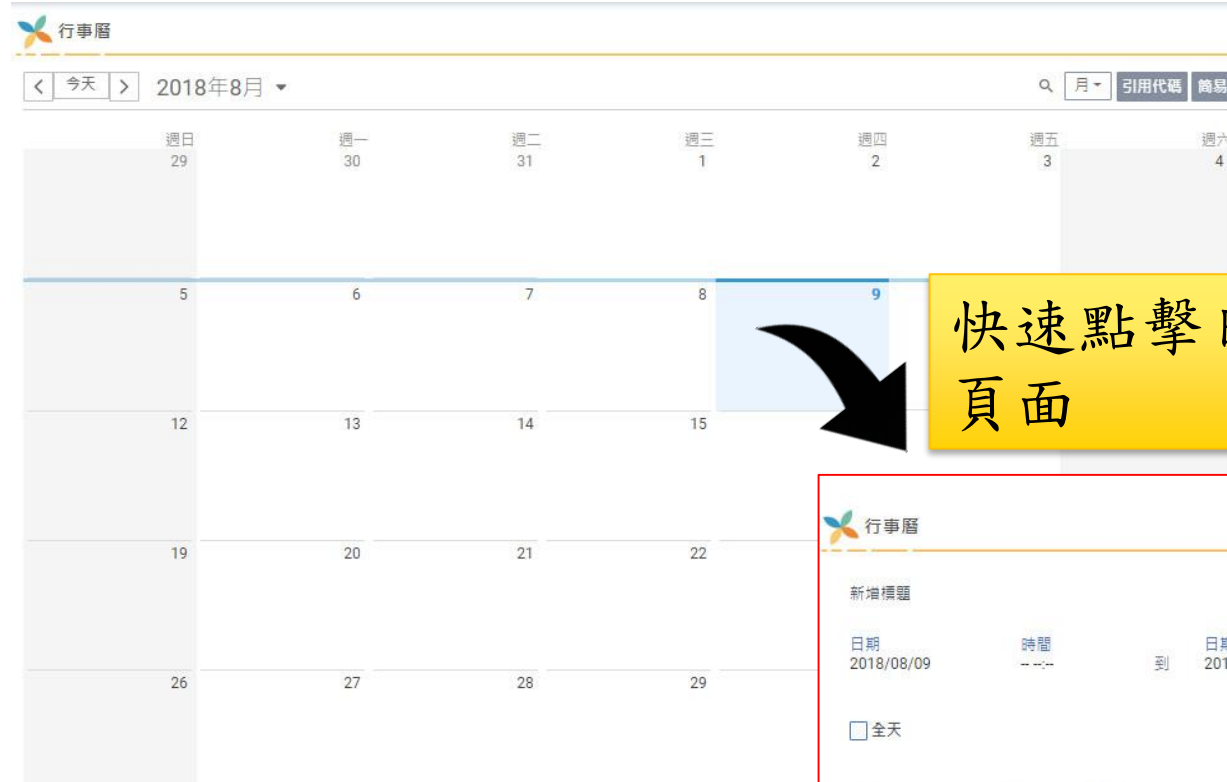 行事曆
今天 2018年8月 月 引用代碼 簡易
週日 週一 週二 週三 週四 週五 週六
29 30 31 1 2 3 4
5 6 7 8 9
快速點擊
頁面
12 13 14 15
行事曆
19 20 21 22
新增標題
日期 時間 日期
2018/08/09 -- --:-- 到 201
26 27 28 29
全天